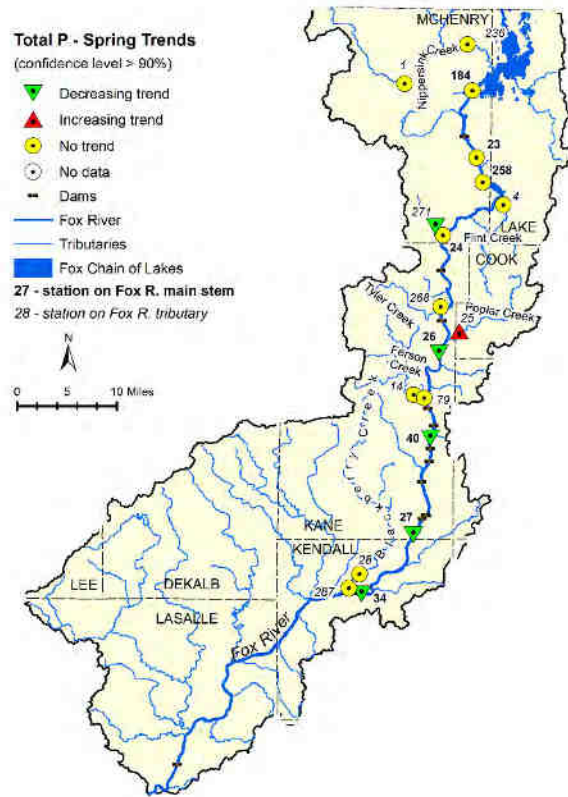 Total P - Spring Trends
(confidence level > 90%)
Decreasing trend
Increasing trend
No trend
No data
Dams
Fox River
Tributaries
Fox Chain of Lakes
27 - station on Fox R. main stem
28 - station on Fox R. tributary
N
0 5 10 Miles
MCHENRY
236
Nippersink Creek
1
184
23
258
4
271
LAKE
24
Flint Creek
COOK
Tyler Creek
268
Poplar Creek
25
26
Ferson Creek
14
79
40
Blackberry Creek
27
KANE
KENDALL
28
287
34
LEE
DEKALB
LASALLE
Fox River